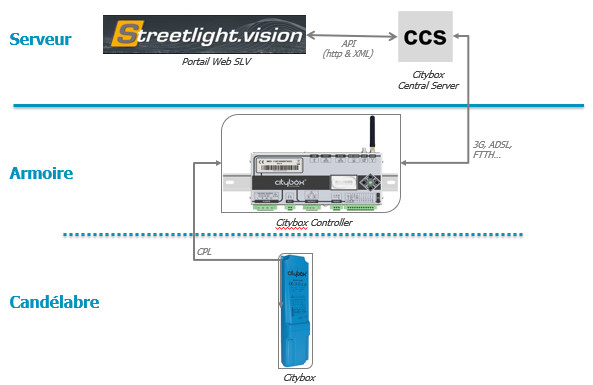 Serveur
Streetlight.vision
Portail Web SLV
API
(http & XML)
ccs
Citybox
Central Server
3G, ADSL,
FTTH...
Armoire
citybox
Citybox Controller
CPL
Candélabre
citybox
Citybox